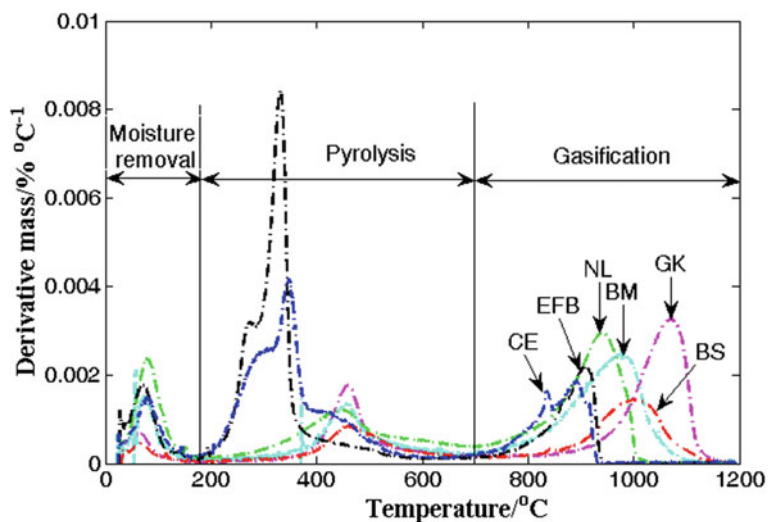 0.01
0.008
0.006
0.004
0.002
0
Derivative mass/% °C⁻¹
Moisture
removal
Pyrolysis
Gasification
CE
EFB
NL
BM
GK
BS
0 200 400 600 800 1000 1200
Temperature/°C